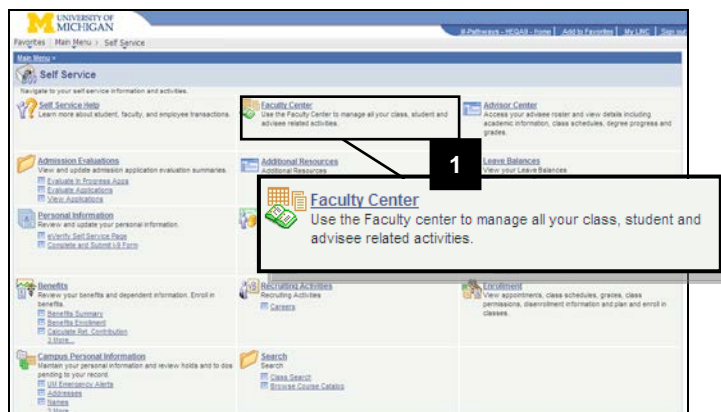 UNIVERSITY OF
MICHIGAN
M-Pathways - HEQAS - Home | Add to Favorites | My LINC | Sign out
Favorites | Main Menu > Self Service
Main Menu >
Self Service
Navigate to your self service information and activities.
Self Service Help
Learn more about student, faculty, and employee transactions.
Faculty Center
Use the Faculty Center to manage all your class, student and
advisee related activities.
Advisor Center
Access your advisee roster and view details including
academic information, class schedules, degree progress and
grades.
Admission Evaluations
View and update admission application evaluation summaries.
Evaluate In Progress Apps
Evaluate Applications
View Applications
Additional Resources
Additional Resources
1
Leave Balances
View your Leave Balances
Faculty Center
Use the Faculty center to manage all your class, student and
advisee related activities.
Personal Information
Review and update your personal information.
eVerify Self Service Page
Complete and Submit I-9 Form
Benefits
Review your benefits and dependent information. Enroll in
benefits.
Benefits Summary
Benefits Enrollment
Calculate Ret. Contribution
2 More...
Recruiting Activities
Recruiting Activities
Careers
Enrollment
View appointments, class schedules, grades, class
permissions, disenrollment information and plan and enroll in
classes.
Campus Personal Information
Maintain your personal information and review holds and to dos
pending to your record.
UM Emergency Alerts
Addresses
Names
2 More...
Search
Search
Class Search
Browse Course Catalog